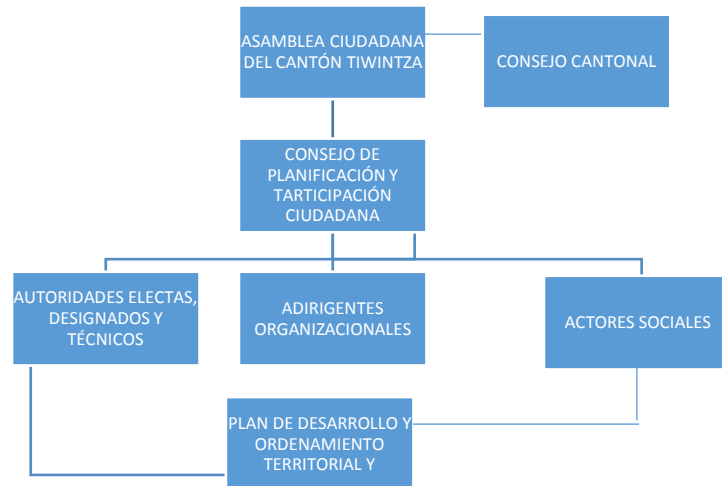 ASAMBLEA CIUDADANA
DEL CANTÓN TIWINTZA
CONSEJO CANTONAL
CONSEJO DE
PLANIFICACIÓN Y
TARTICIPACIÓN
CIUDADANA
AUTORIDADES ELECTAS,
DESIGNADOS Y
TÉCNICOS
ADIRIGENTES
ORGANIZACIONALES
ACTORES SOCIALES
PLAN DE DESARROLLO Y
ORDENAMIENTO
TERRITORIAL Y